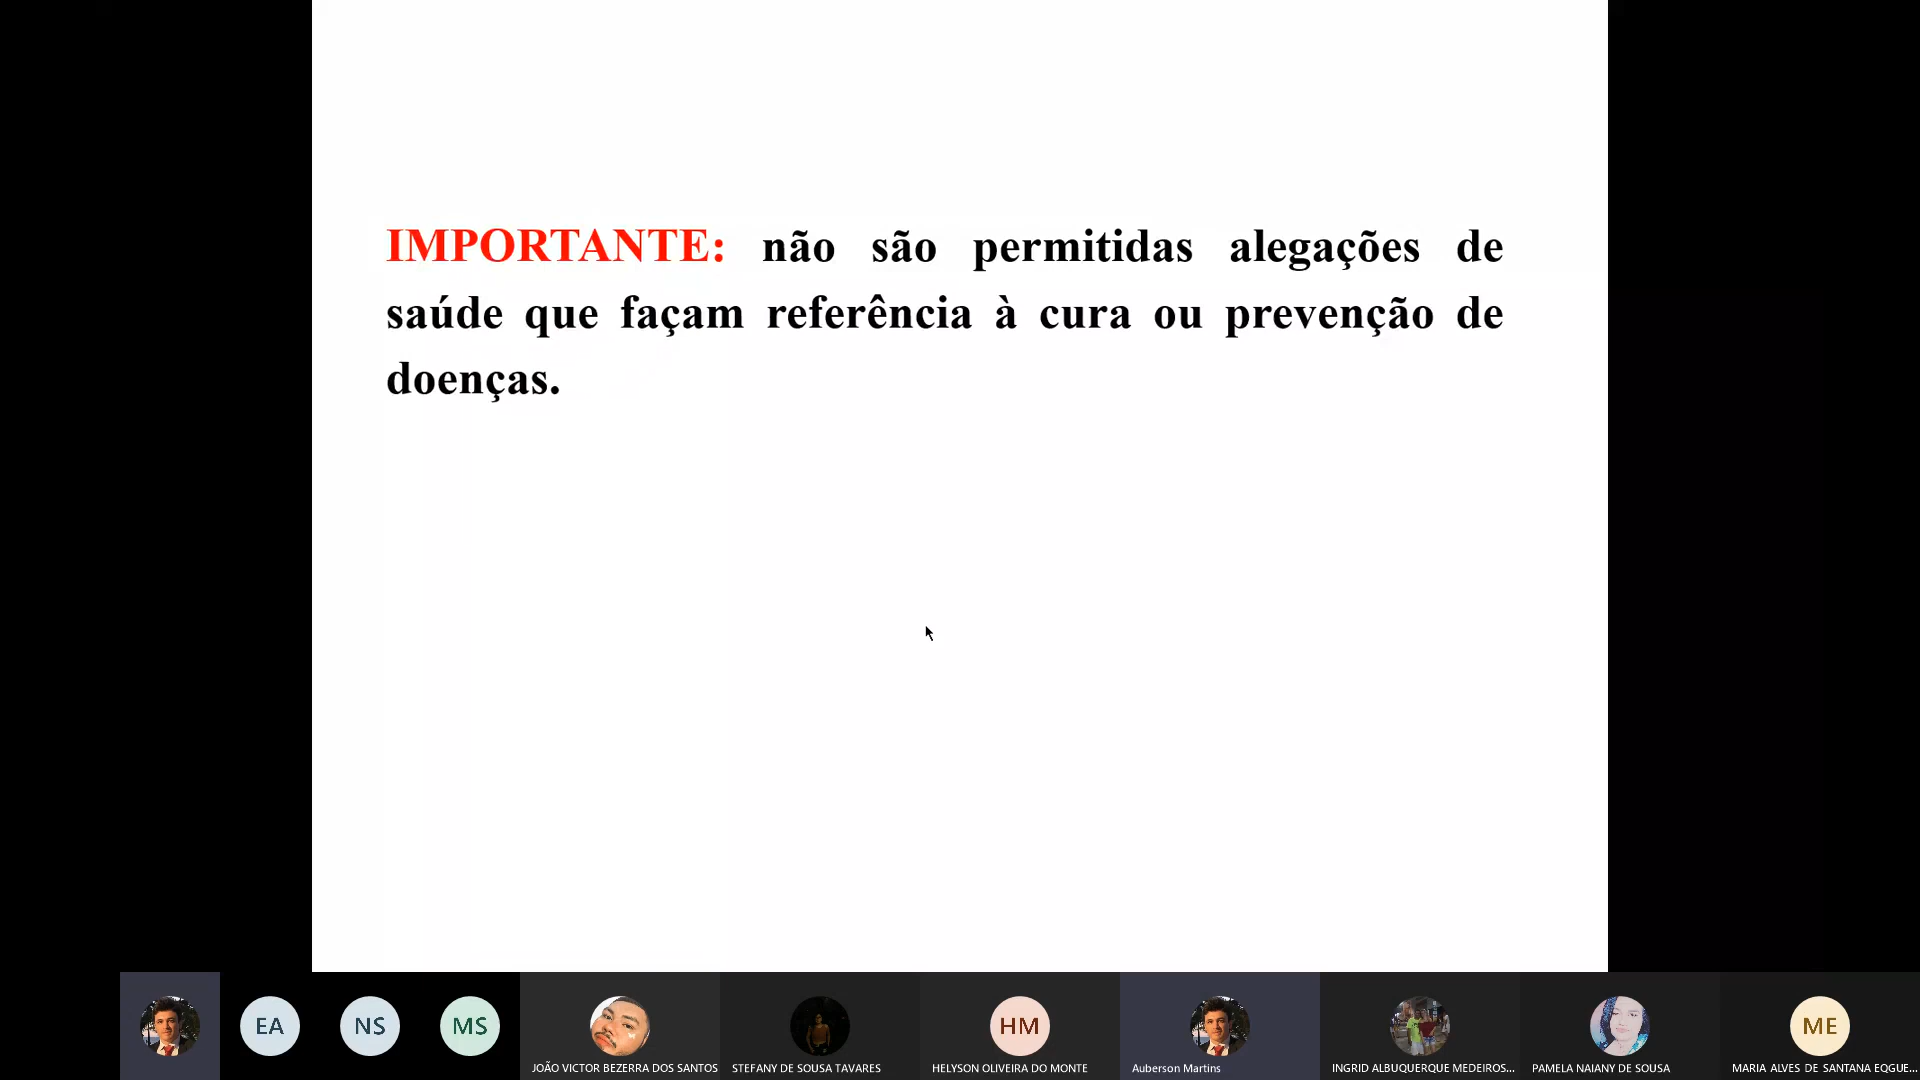 IMPORTANTE: não são permitidas alegações de
saúde que façam referência à cura ou prevenção de
doenças.
EA
NS
MS
HM
ME
JOÃO VICTOR BEZERRA DOS SANTOS
STEFANY DE SOUSA TAVARES
HELYSON OLIVEIRA DO MONTE
Auberson Martins
INGRID ALBUQUERQUE MEDEIROS...
PAMELA NAIANY DE SOUSA
MARIA ALVES DE SANTANA EQGUE...